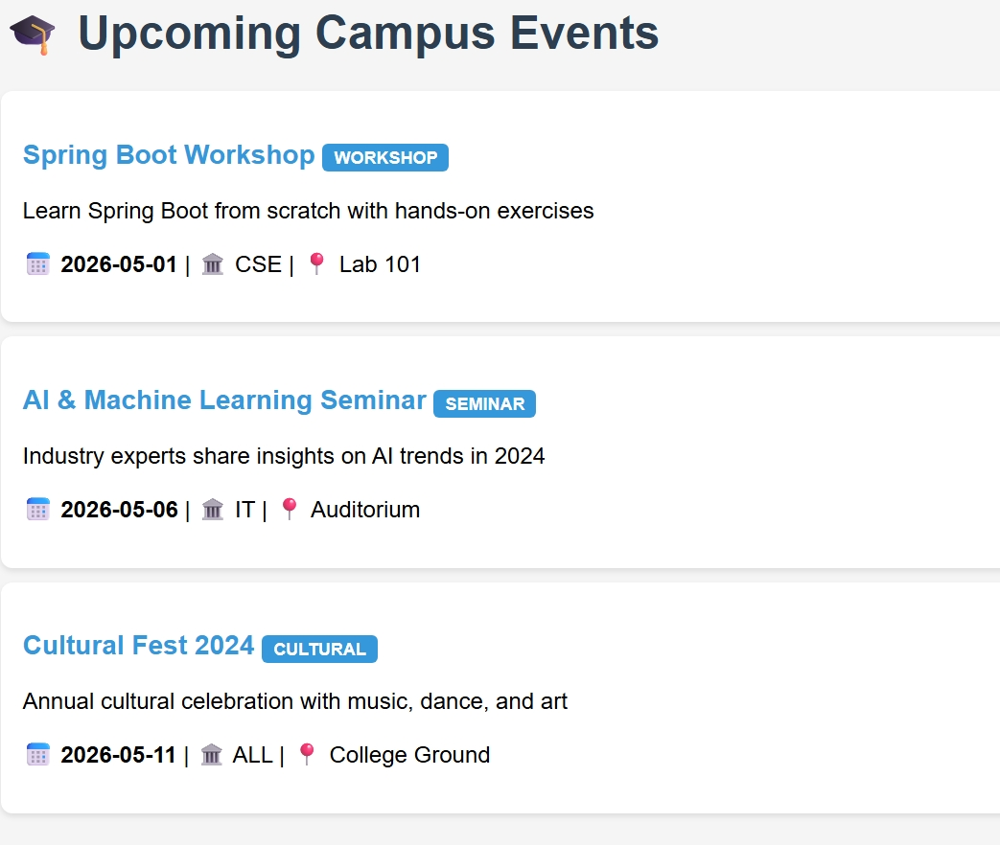 Upcoming Campus Events
Spring Boot Workshop WORKSHOP
Learn Spring Boot from scratch with hands-on exercises
2026-05-01 | CSE | Lab 101
AI & Machine Learning Seminar SEMINAR
Industry experts share insights on AI trends in 2024
2026-05-06 | IT | Auditorium
Cultural Fest 2024 CULTURAL
Annual cultural celebration with music, dance, and art
2026-05-11 | ALL | College Ground